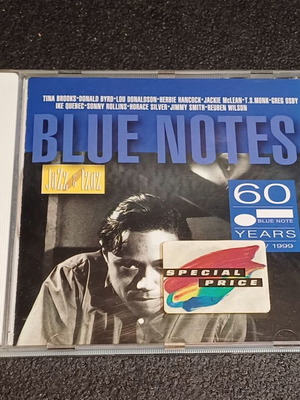 TINA BROOKS•DONALD BYRD•LOU DONALDSON•HERBIE HANCOCK•JACKIE McLEAN•T.S.MONK•GREG OSBY
IKE QUEBEC•SONNY ROLLINS•HORACE SILVER•JIMMY SMITH•REUBEN WILSON
BLUE NOTES
60
BLUE NOTE
YEARS
/ 1999
SPECIAL
PRICE